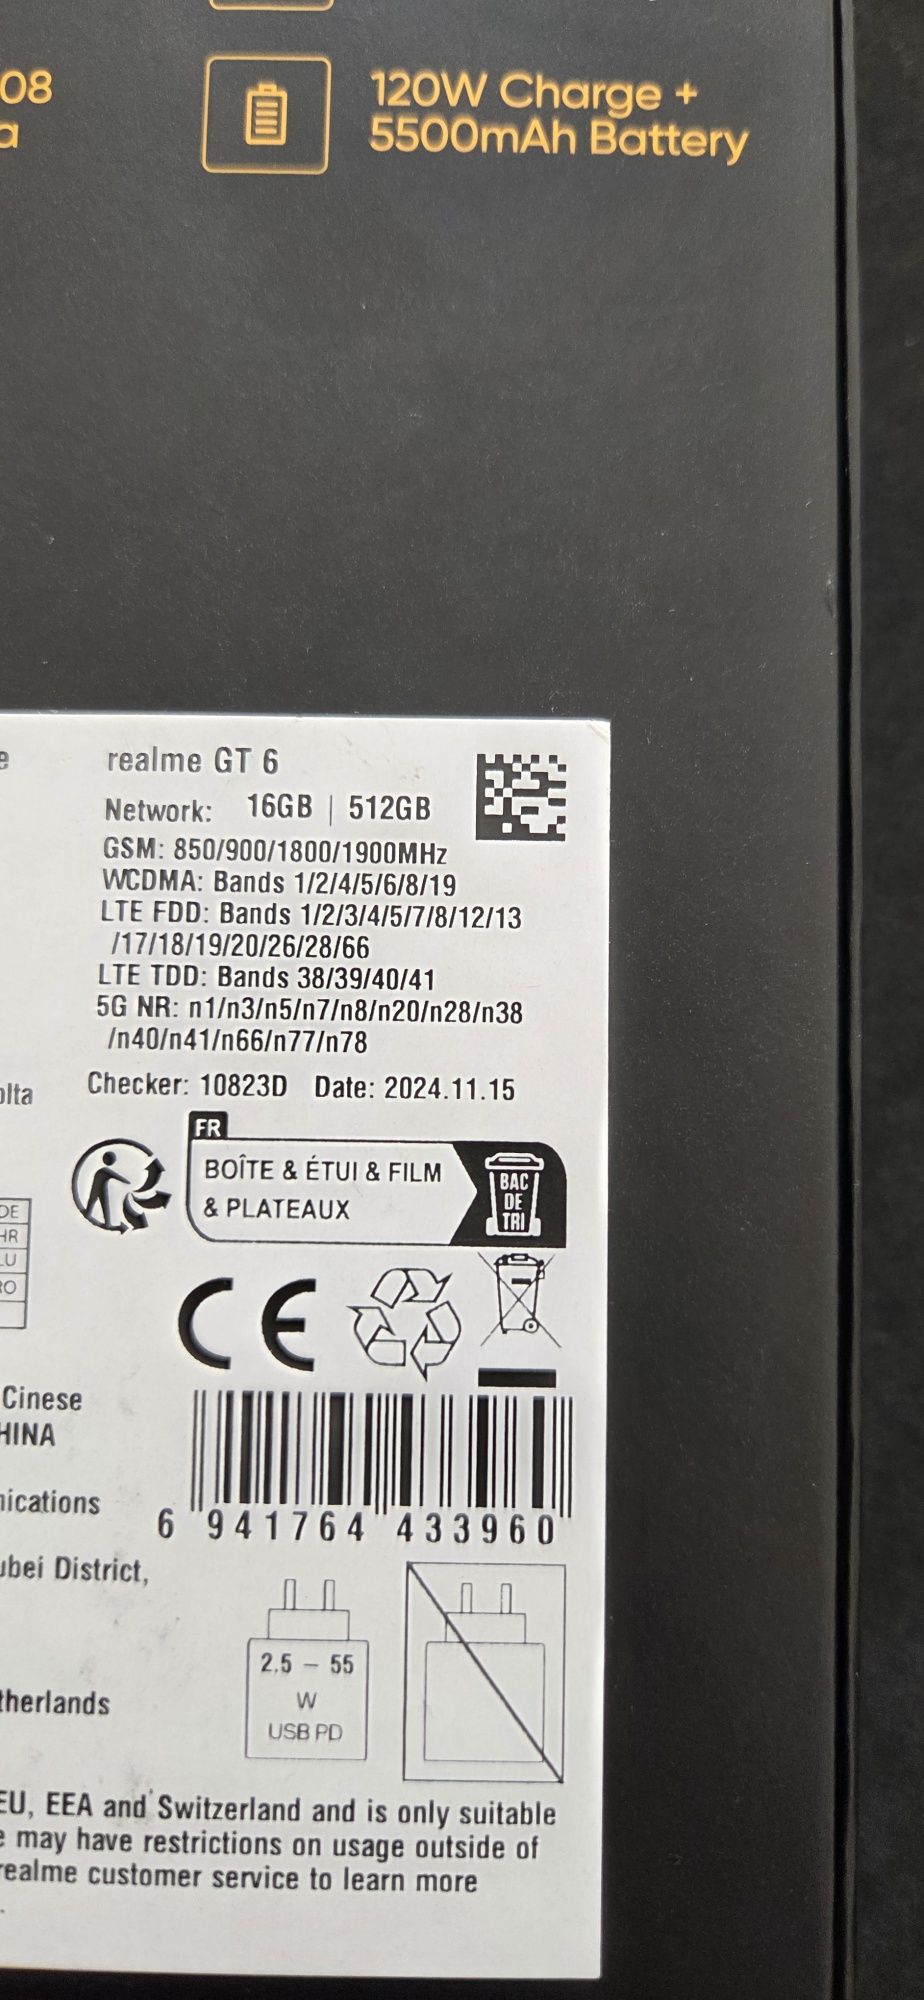 08
120W Charge +
5500mAh Battery
a
realme GT 6
Network: 16GB | 512GB
GSM: 850/900/1800/1900MHz
WCDMA: Bands 1/2/4/5/6/8/19
LTE FDD: Bands 1/2/3/4/5/7/8/12/13
/17/18/19/20/26/28/66
LTE TDD: Bands 38/39/40/41
5G NR: n1/n3/n5/n7/n8/n20/n28/n38
/n40/n41/n66/n77/n78
olta
Checker: 10823D Date: 2024.11.15
FR
BOÎTE & ÉTUI & FILM
& PLATEAUX
BAC
DE
TRI
DE
HR
LU
RO
CE
Cinese
HINA
nications
6 941764 433960
ubei District,
2.5 – 55
W
USB PD
therlands
EU, EEA and Switzerland and is only suitable
e may have restrictions on usage outside of
realme customer service to learn more